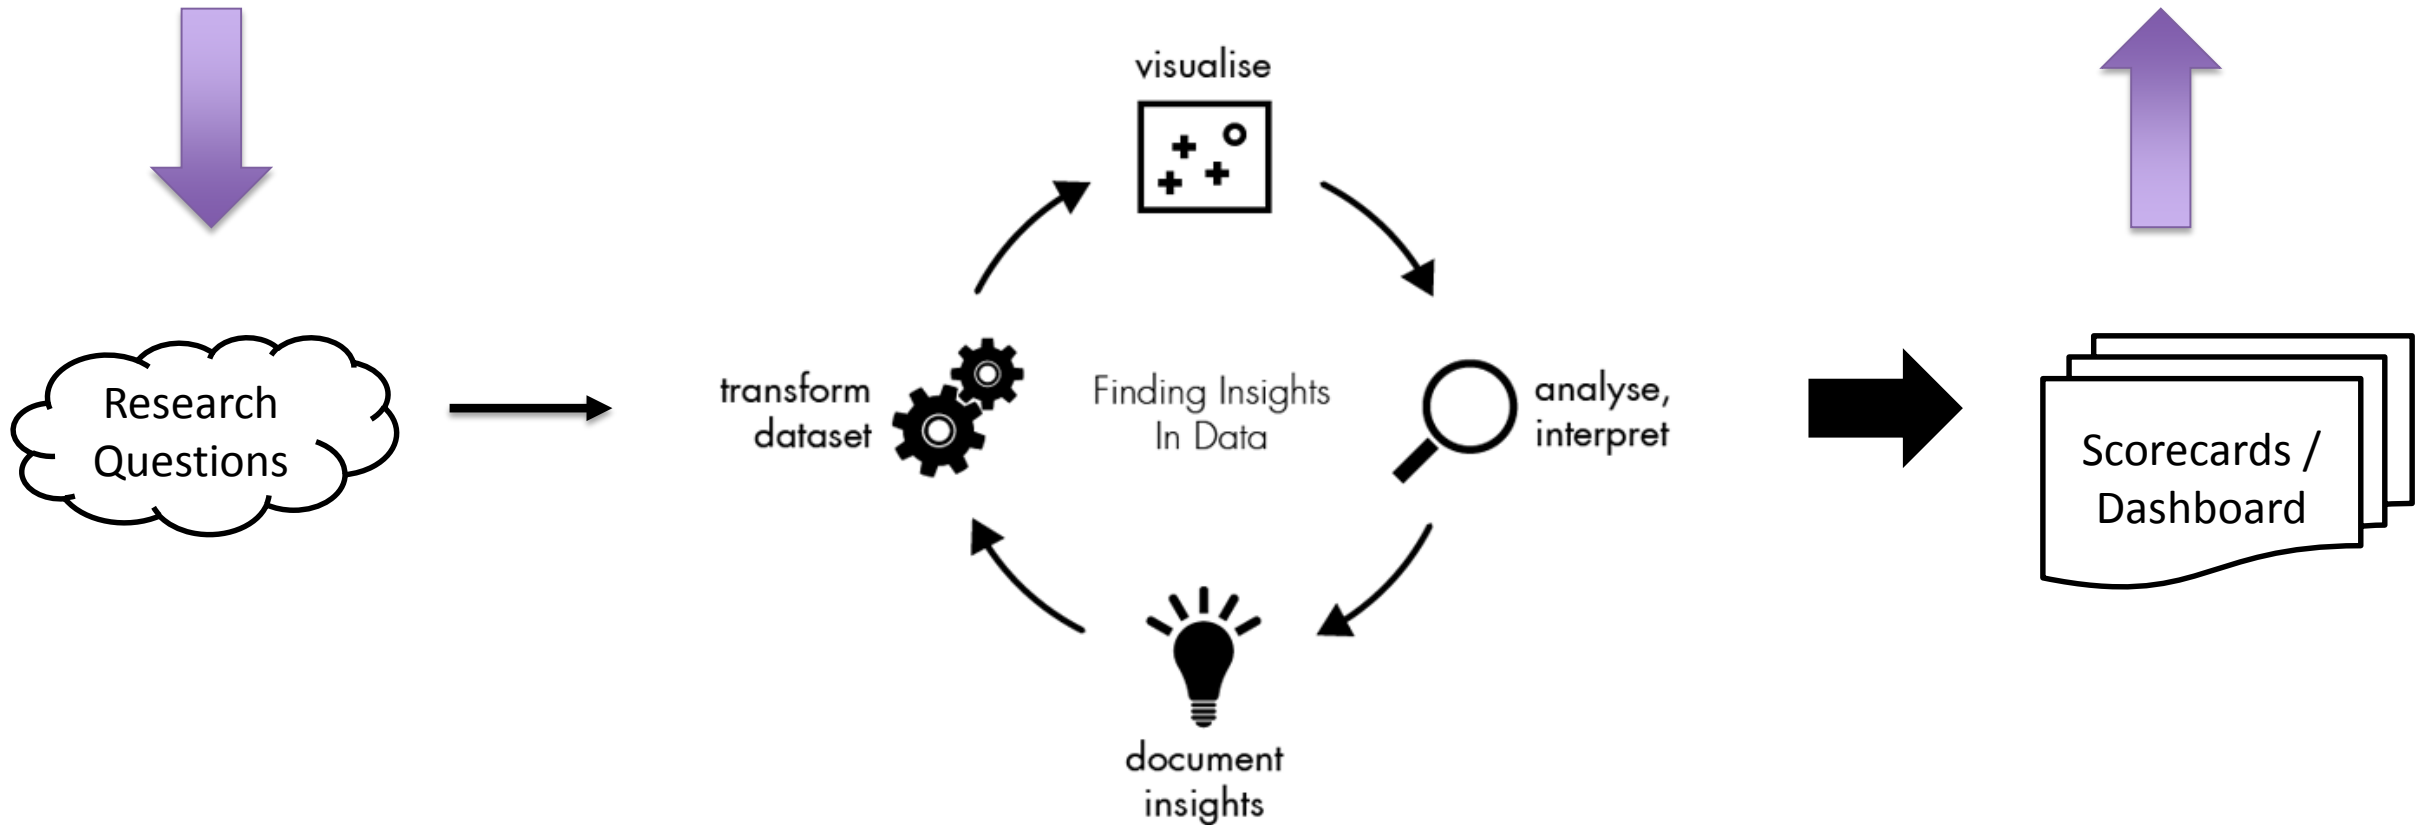 visualise
Research
Questions
transform
dataset
Finding Insights
In Data
analyse,
interpret
Scorecards /
Dashboard
document
insights